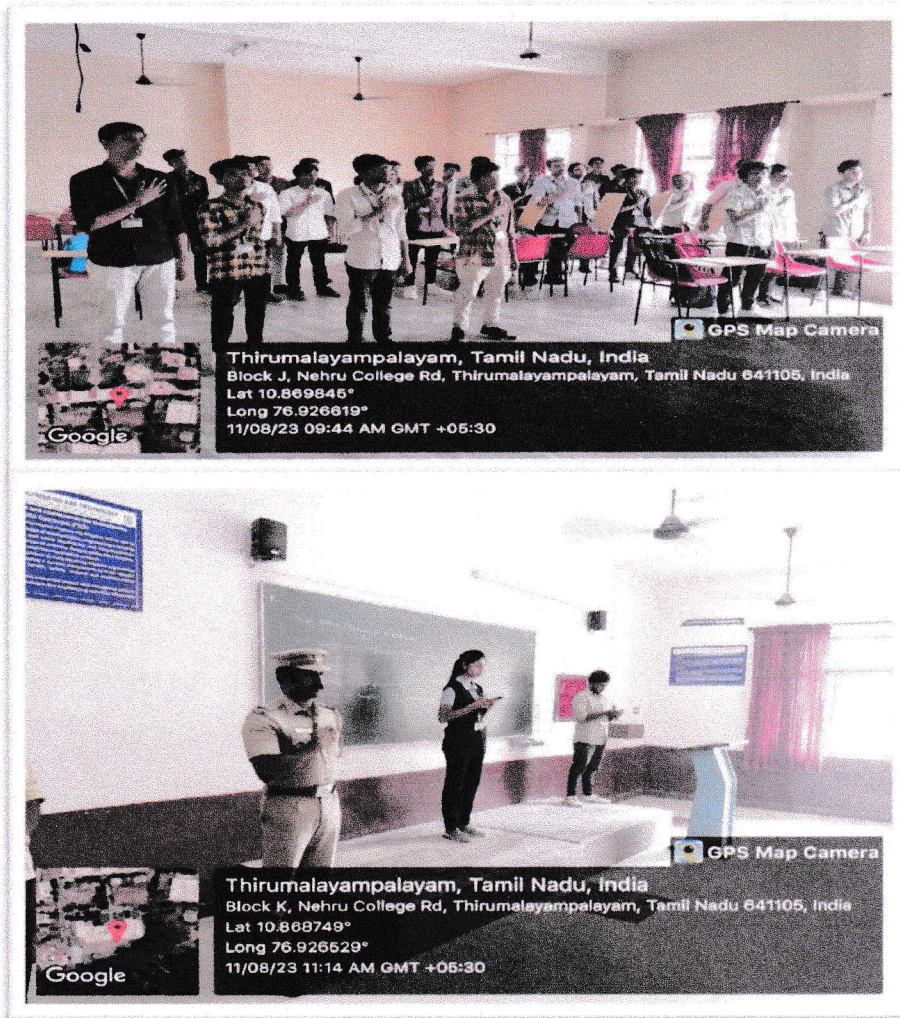 GPS Map Camera
Thirumalayampalayam, Tamil Nadu, India
Block J, Nehru College Rd, Thirumalayampalayam, Tamil Nadu 641105, India
Lat 10.869845°
Long 76.926619°
11/08/23 09:44 AM GMT +05:30
Google
GPS Map Camera
Thirumalayampalayam, Tamil Nadu, India
Block K, Nehru College Rd, Thirumalayampalayam, Tamil Nadu 641105, India
Lat 10.868749°
Long 76.926529°
11/08/23 11:14 AM GMT +05:30
Google